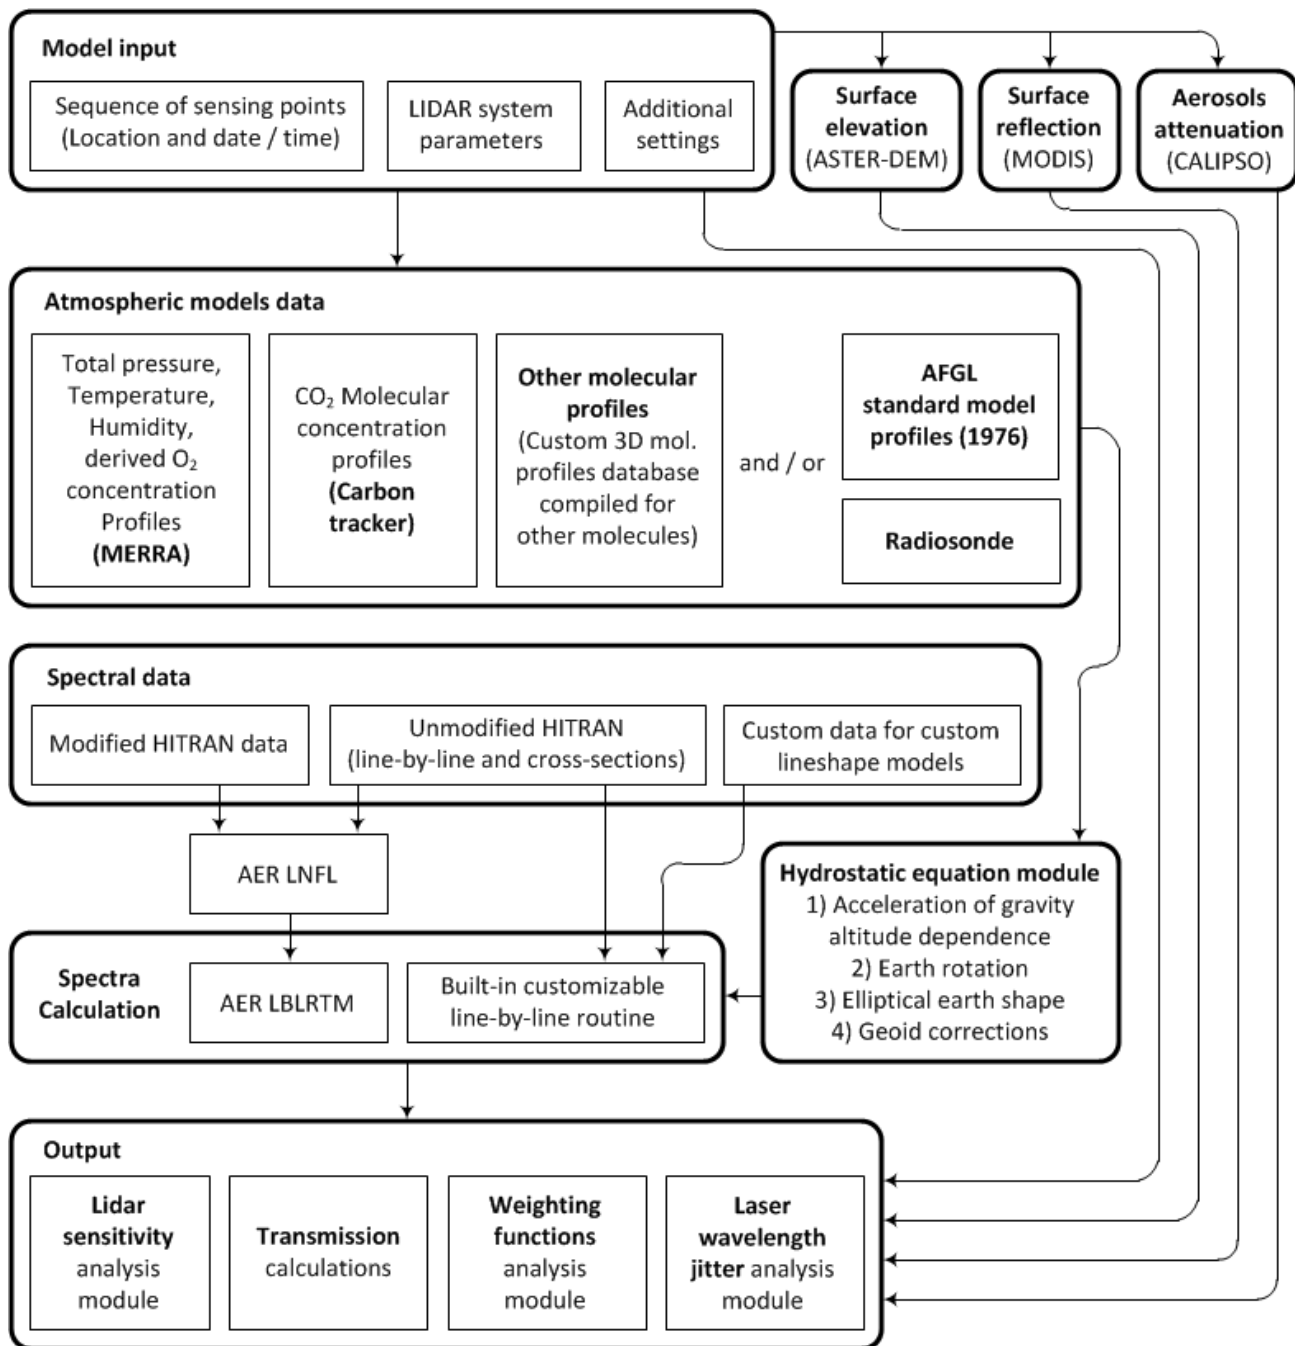 Model input
Sequence of sensing points
(Location and date / time)
LIDAR system
parameters
Additional
settings
Surface
elevation
(ASTER-DEM)
Surface
reflection
(MODIS)
Aerosols
attenuation
(CALIPSO)
Atmospheric models data
Total pressure,
Temperature,
Humidity,
derived O₂
concentration
Profiles
(MERRA)
CO₂ Molecular
concentration
profiles
(Carbon
tracker)
Other molecular
profiles
(Custom 3D mol.
profiles database
compiled for
other molecules)
and / or
AFGL
standard model
profiles (1976)
Radiosonde
Spectral data
Modified HITRAN data
Unmodified HITRAN
(line-by-line and cross-sections)
Custom data for custom
lineshape models
AER LNFL
Hydrostatic equation module
1) Acceleration of gravity
altitude dependence
2) Earth rotation
3) Elliptical earth shape
4) Geoid corrections
Spectra
Calculation
AER LBLRTM
Built-in customizable
line-by-line routine
Output
Lidar
sensitivity
analysis
module
Transmission
calculations
Weighting
functions
analysis
module
Laser
wavelength
jitter analysis
module